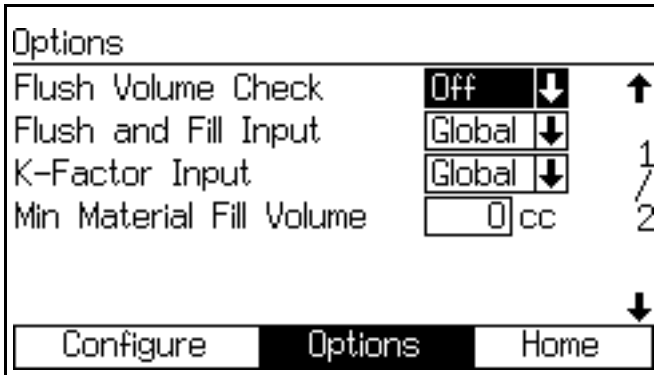 Options
Flush Volume Check Off
Flush and Fill Input Global
K-Factor Input Global
Min Material Fill Volume 0 cc
1/2
Configure Options Home